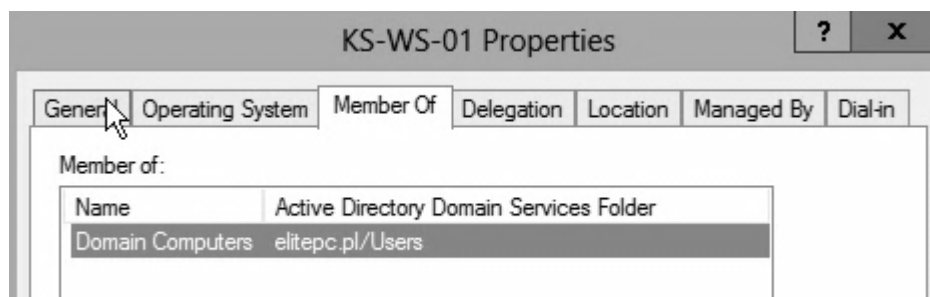 KS-WS-01 Properties ? x
General Operating System Member Of Delegation Location Managed By Dial-in
Member of:
Name Active Directory Domain Services Folder
Domain Computers elitepc.pl/Users